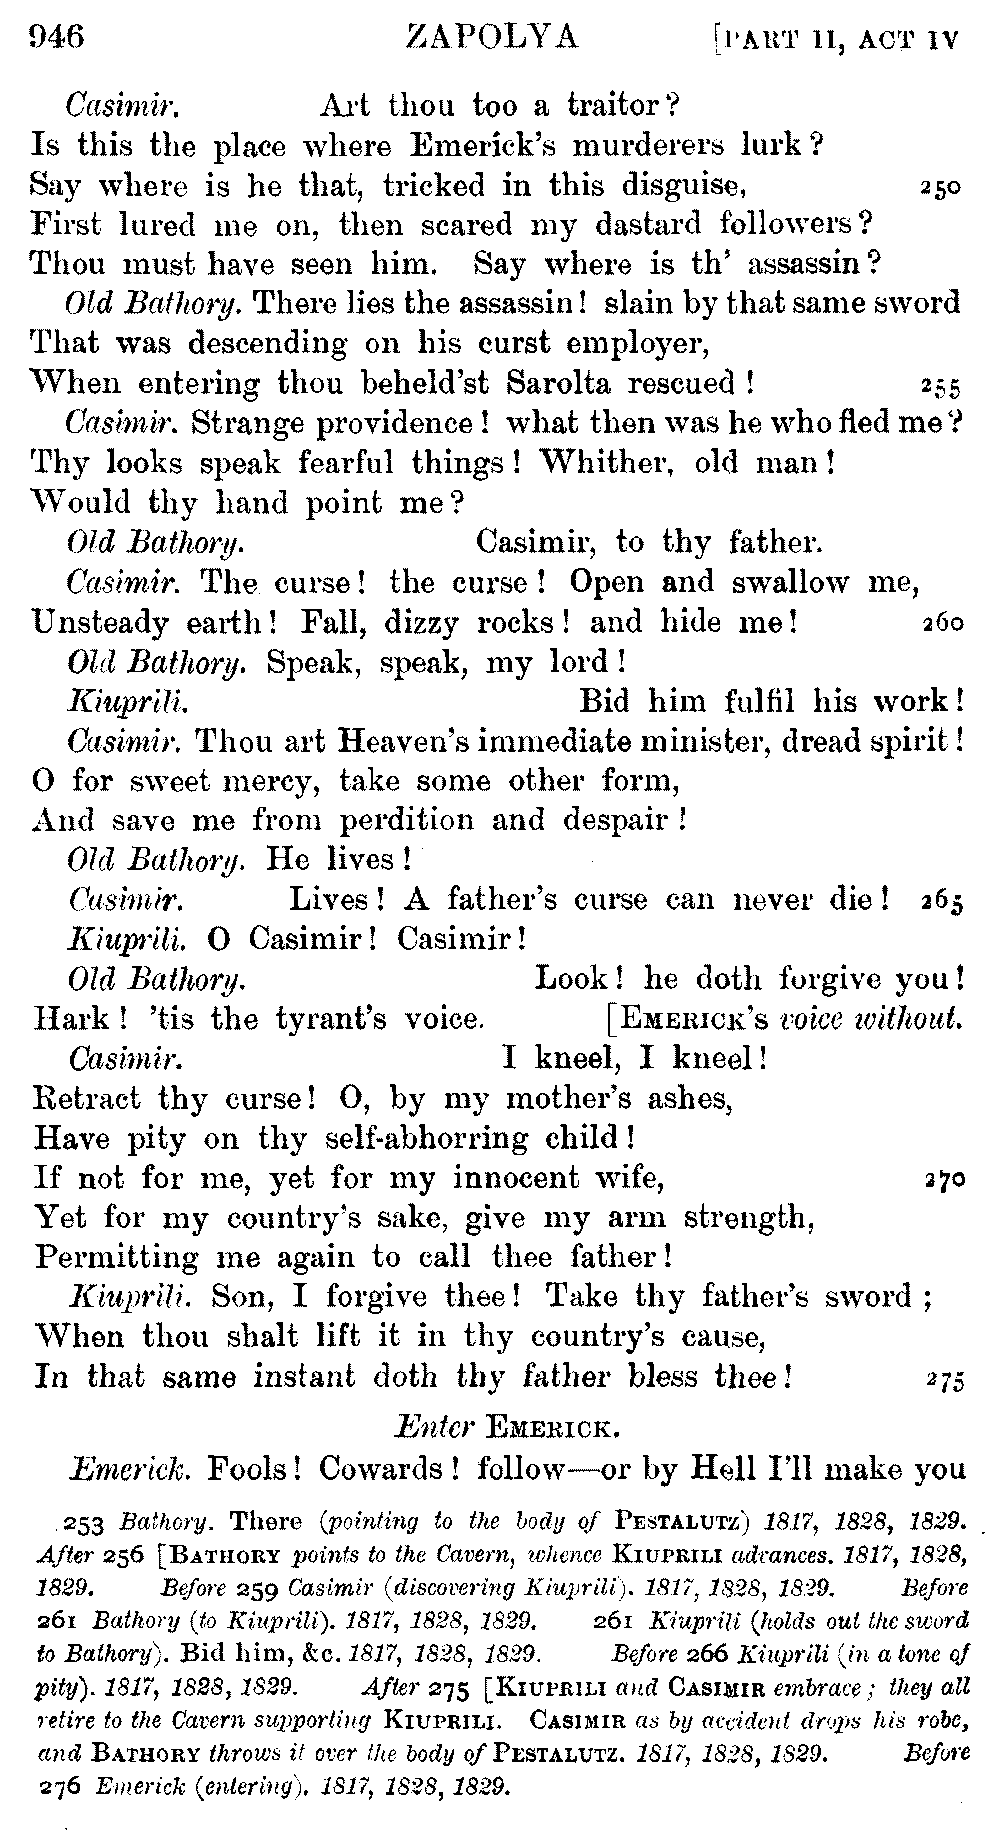 946 ZAPOLYA [PART II, ACT IV
Casimir. Art thou too a traitor?
Is this the place where Emerick's murderers lurk?
Say where is he that, tricked in this disguise, 250
First lured me on, then scared my dastard followers?
Thou must have seen him. Say where is th' assassin?
Old Bathory. There lies the assassin! slain by that same sword
That was descending on his curst employer,
When entering thou beheld'st Sarolta rescued! 255
Casimir. Strange providence! what then was he who fled me?
Thy looks speak fearful things! Whither, old man!
Would thy hand point me?
Old Bathory. Casimir, to thy father.
Casimir. The curse! the curse! Open and swallow me,
Unsteady earth! Fall, dizzy rocks! and hide me! 260
Old Bathory. Speak, speak, my lord!
Kiuprili. Bid him fulfil his work!
Casimir. Thou art Heaven's immediate minister, dread spirit!
O for sweet mercy, take some other form,
And save me from perdition and despair!
Old Bathory. He lives!
Casimir. Lives! A father's curse can never die! 265
Kiuprili. O Casimir! Casimir!
Old Bathory. Look! he doth forgive you!
Hark! 'tis the tyrant's voice. [EMERICK'S voice without.
Casimir. I kneel, I kneel!
Retract thy curse! O, by my mother's ashes,
Have pity on thy self-abhorring child!
If not for me, yet for my innocent wife, 270
Yet for my country's sake, give my arm strength,
Permitting me again to call thee father!
Kiuprili. Son, I forgive thee! Take thy father's sword;
When thou shalt lift it in thy country's cause,
In that same instant doth thy father bless thee! 275
Enter EMERICK.
Emerick. Fools! Cowards! follow—or by Hell I'll make you
253 Bathory. There (pointing to the body of PESTALUTZ) 1817, 1828, 1829.
After 256 [BATHORY points to the Cavern, whence KIUPRILI advances. 1817, 1828,
1829. Before 259 Casimir (discovering Kiuprili). 1817, 1828, 1829. Before
261 Bathory (to Kiuprili). 1817, 1828, 1829. 261 Kiuprili (holds out the sword
to Bathory). Bid him, &c. 1817, 1828, 1829. Before 266 Kiuprili (in a tone of
pity). 1817, 1828, 1829. After 275 [KIUPRILI and CASIMIR embrace; they all
retire to the Cavern supporting KIUPRILI. CASIMIR as by accident drops his robe,
and BATHORY throws it over the body of PESTALUTZ. 1817, 1828, 1829. Before
276 Emerick (entering). 1817, 1828, 1829.